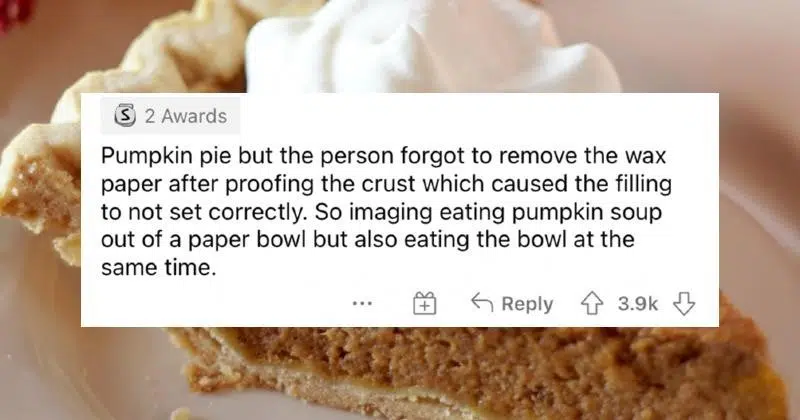 2 Awards
Pumpkin pie but the person forgot to remove the wax
paper after proofing the crust which caused the filling
to not set correctly. So imaging eating pumpkin soup
out of a paper bowl but also eating the bowl at the
same time.
... Reply 3.9k